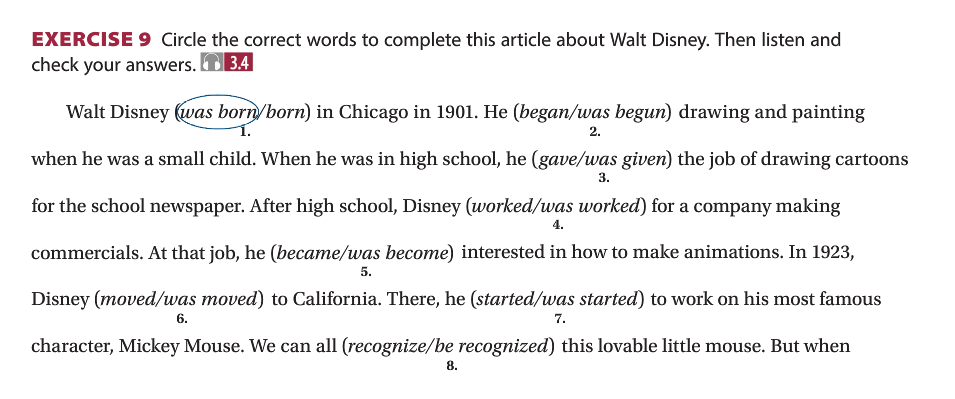 EXERCISE 9 Circle the correct words to complete this article about Walt Disney. Then listen and
check your answers. 3.4
Walt Disney (was born/born) in Chicago in 1901. He (began/was begun) drawing and painting
1. 2.
when he was a small child. When he was in high school, he (gave/was given) the job of drawing cartoons
3.
for the school newspaper. After high school, Disney (worked/was worked) for a company making
4.
commercials. At that job, he (became/was become) interested in how to make animations. In 1923,
5.
Disney (moved/was moved) to California. There, he (started/was started) to work on his most famous
6. 7.
character, Mickey Mouse. We can all (recognize/be recognized) this lovable little mouse. But when
8.